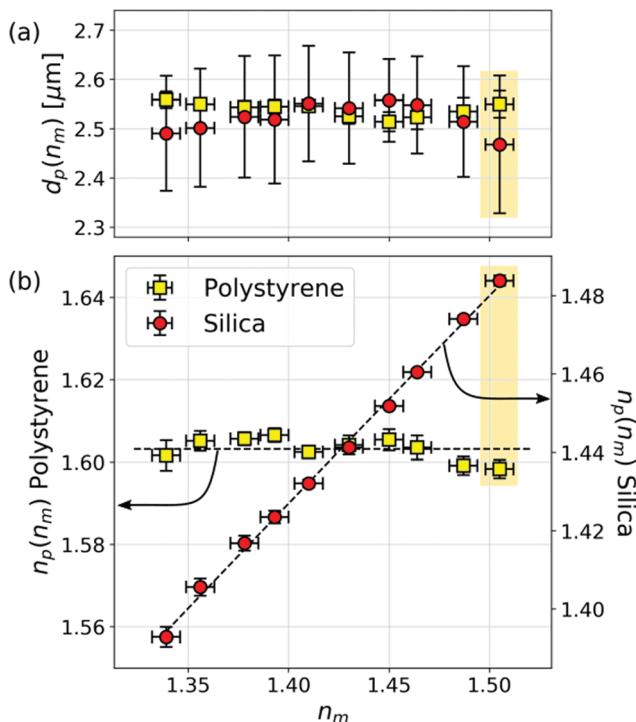 (a)
2.7
2.6
2.5
2.4
2.3
d_p(n_m) [μm]
(b)
Polystyrene
Silica
1.64
1.62
1.60
1.58
1.56
n_p(n_m) Polystyrene
1.48
1.46
1.44
1.42
1.40
n_p(n_m) Silica
1.35
1.40
1.45
1.50
n_m